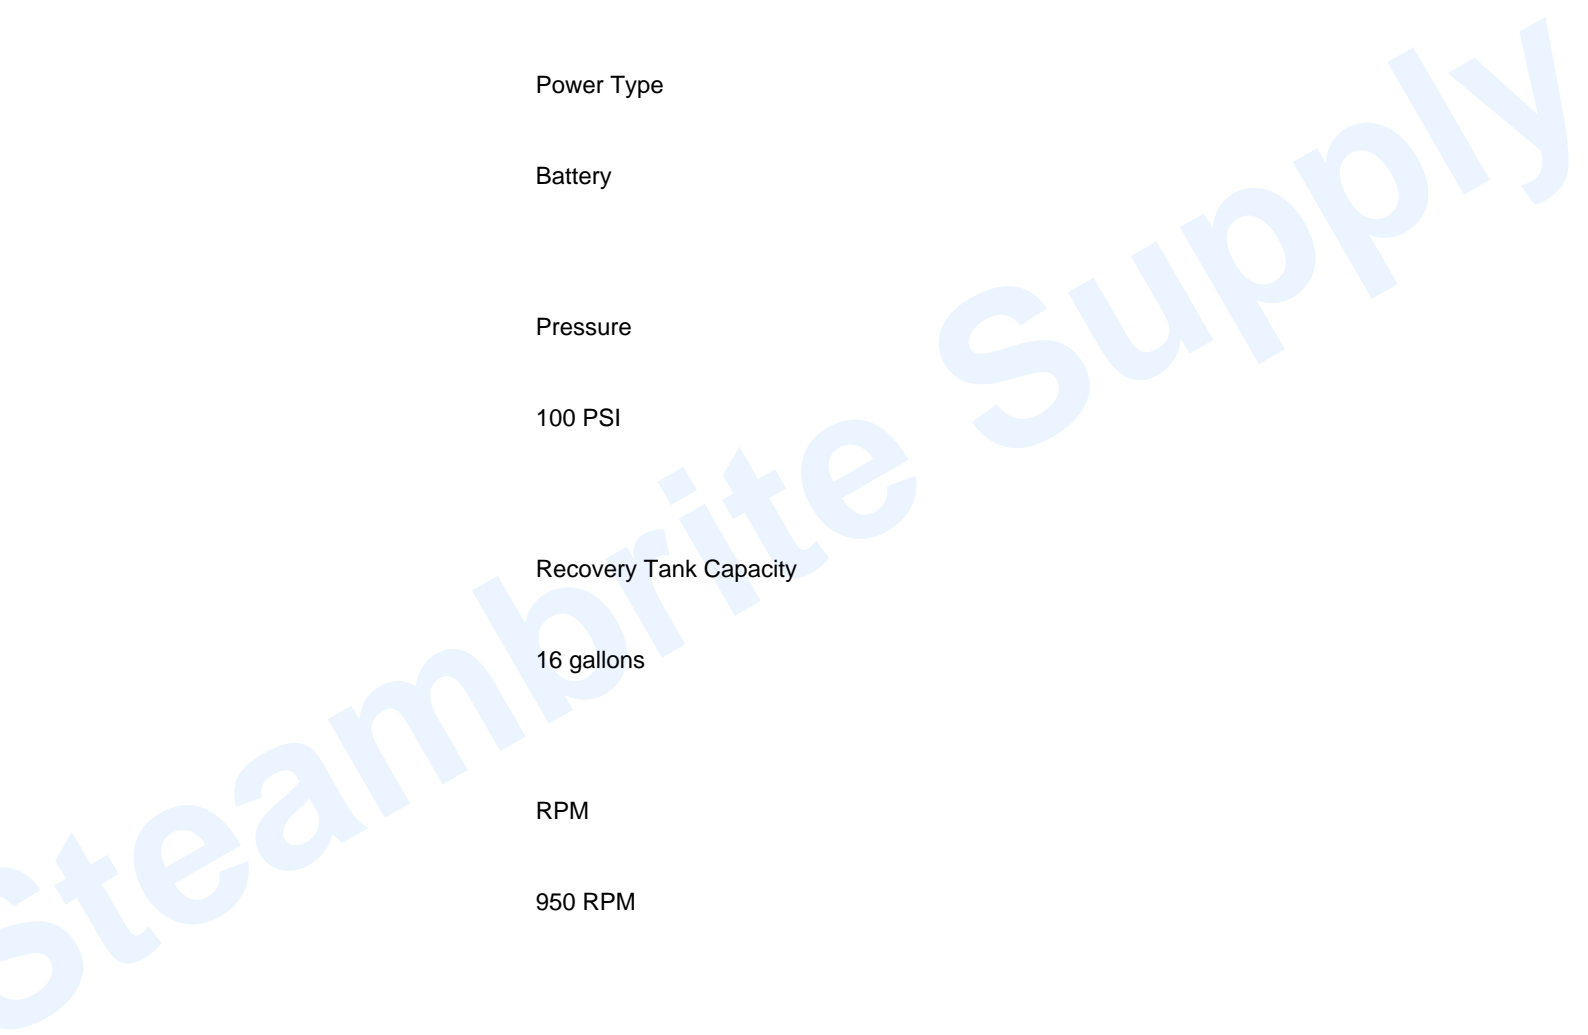 Power Type
Battery
Pressure
100 PSI
Recovery Tank Capacity
16 gallons
RPM
950 RPM
Steambrite Supply